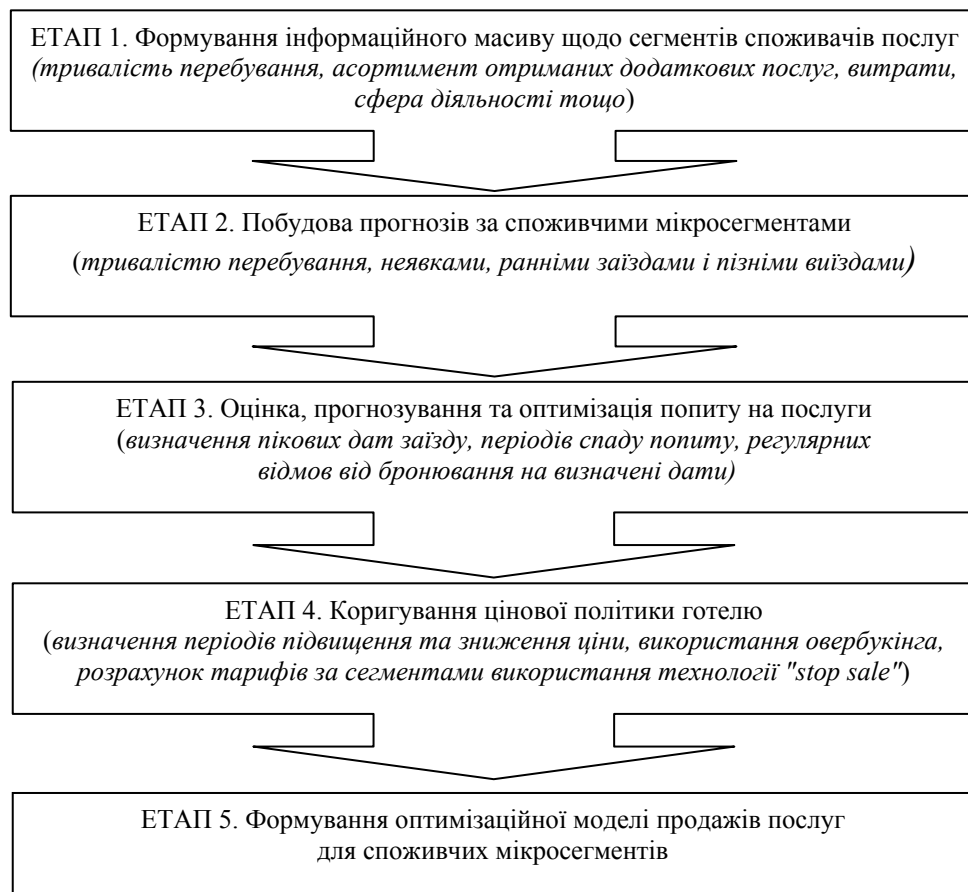 ЕТАП 1. Формування інформаційного масиву щодо сегментів споживачів послуг
(тривалість перебування, асортимент отриманих додаткових послуг, витрати,
сфера діяльності тощо)
ЕТАП 2. Побудова прогнозів за споживчими мікросегментами
(тривалістю перебування, неявками, ранніми заїздами і пізніми виїздами)
ЕТАП 3. Оцінка, прогнозування та оптимізація попиту на послуги
(визначення пікових дат заїзду, періодів спаду попиту, регулярних
відмов від бронювання на визначені дати)
ЕТАП 4. Коригування цінової політики готелю
(визначення періодів підвищення та зниження ціни, використання овербукінга,
розрахунок тарифів за сегментами використання технології "stop sale")
ЕТАП 5. Формування оптимізаційної моделі продажів послуг
для споживчих мікросегментів